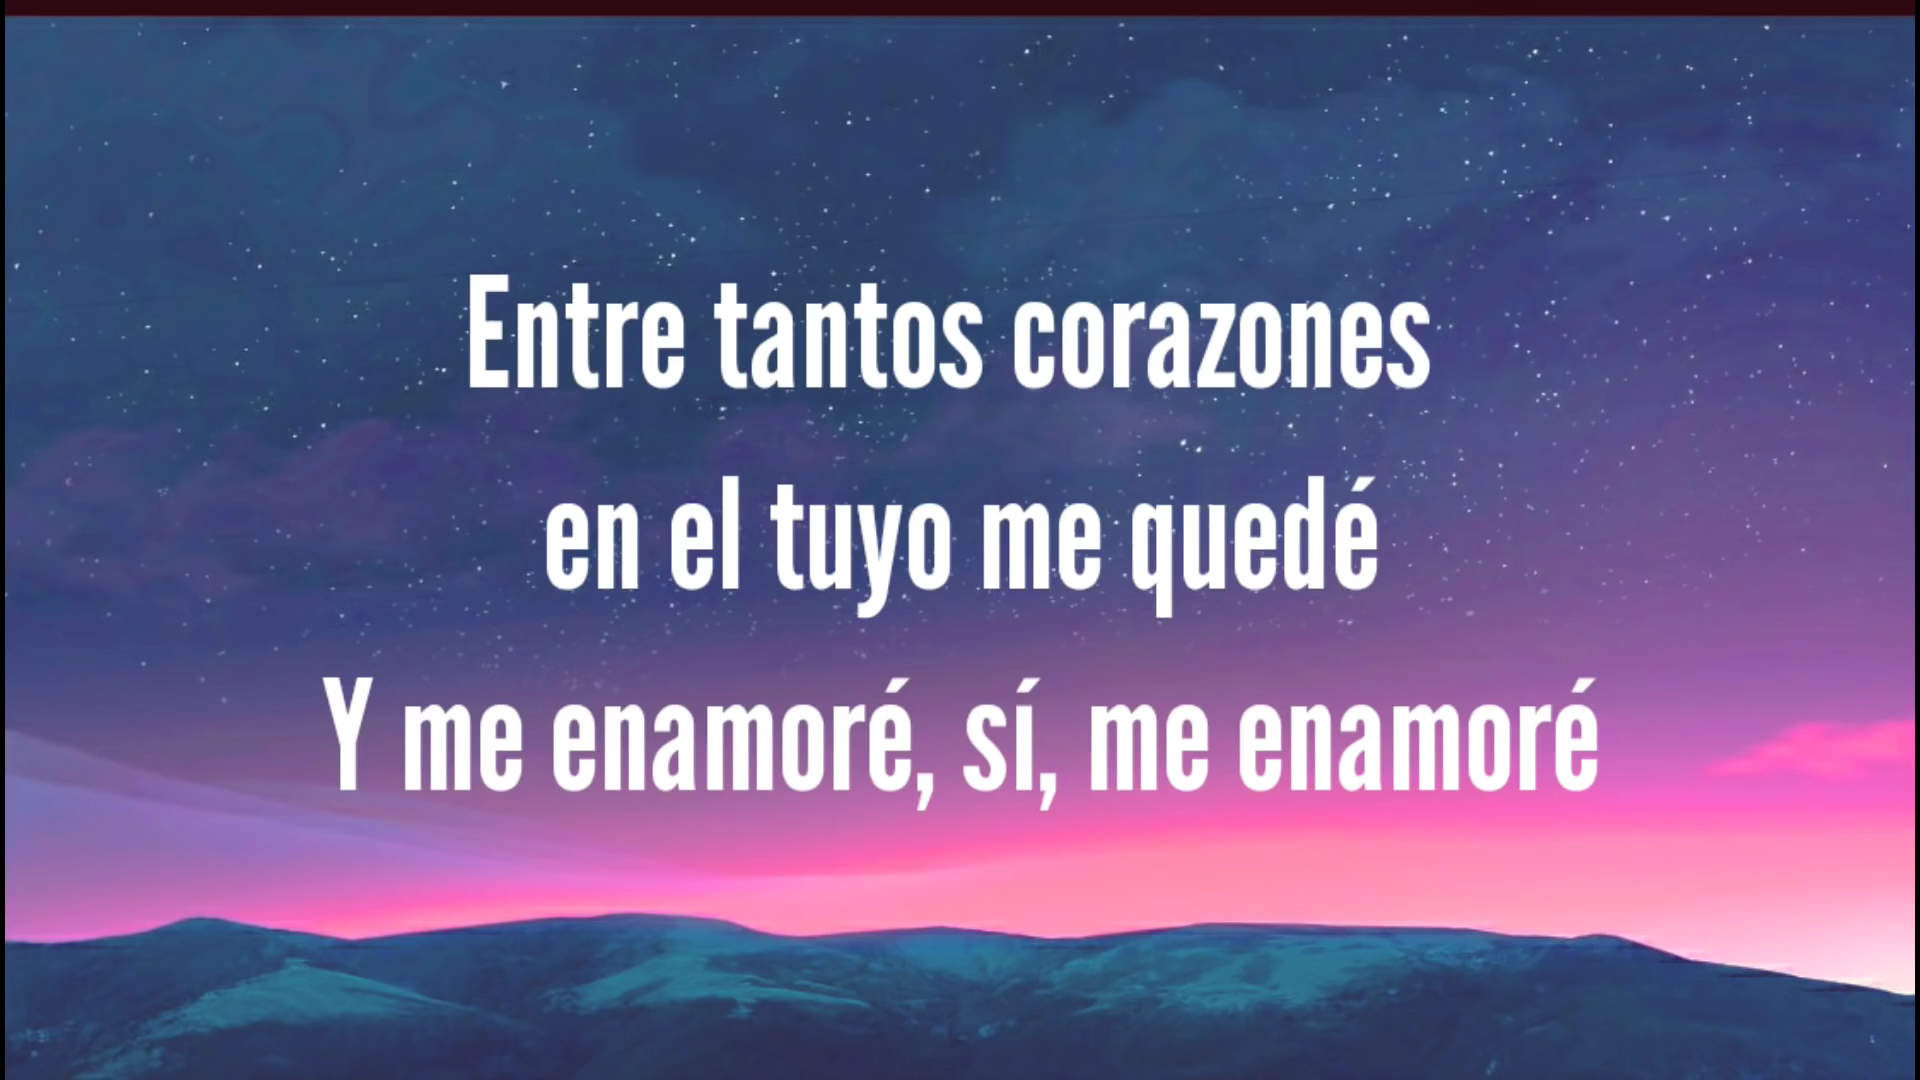 Entre tantos corazones
en el tuyo me quedé
Y me enamoré, sí, me enamoré